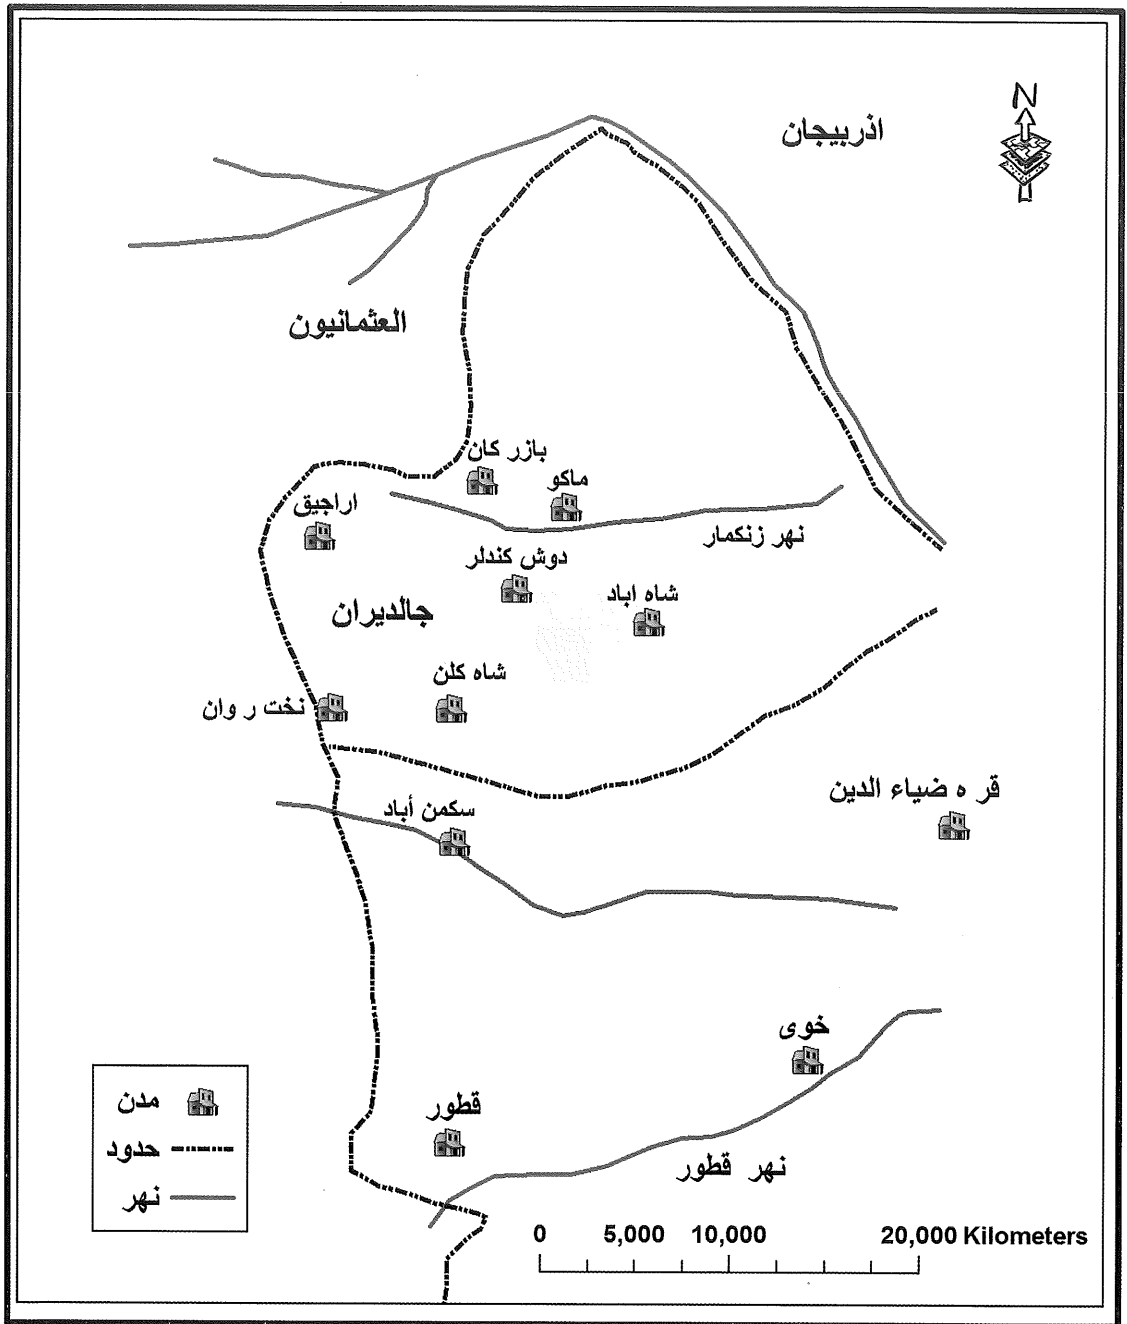 N
اذربيجان
العثمانيون
بازر كان
ماكو
اراجيق
نهر زنكمار
دوش كندلر
شاه اباد
جالديران
شاه كلن
نخت ر وان
قر ه ضياء الدين
سكمن أباد
خوى
قطور
نهر قطور
مدن
حدود
نهر
0 5,000 10,000 20,000 Kilometers